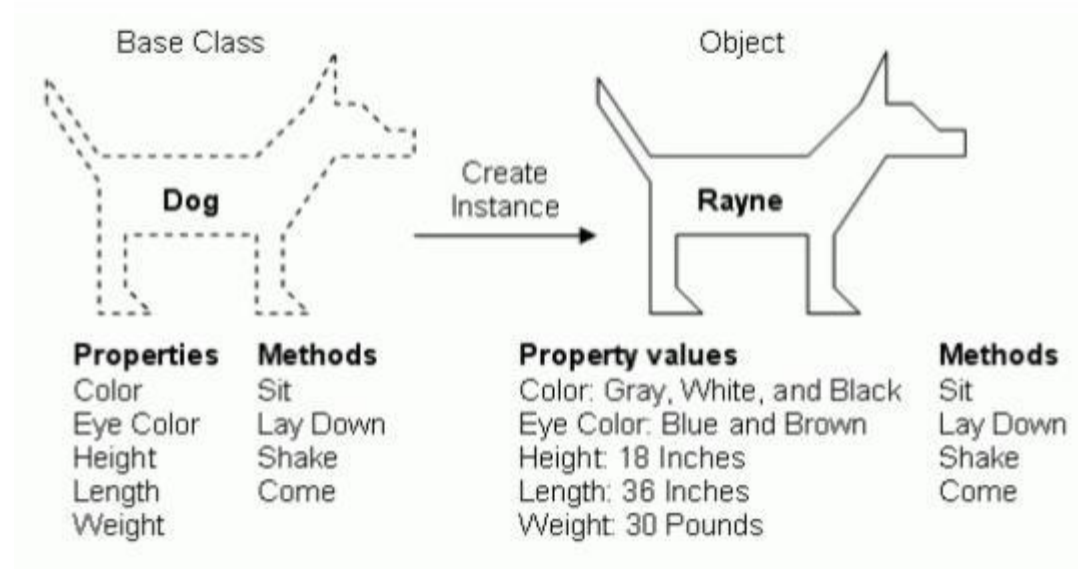 Base Class
Object
Dog
Create
Instance
Rayne
Properties Methods
Color Sit
Eye Color Lay Down
Height Shake
Length Come
Weight
Property values Methods
Color: Gray, White, and Black Sit
Eye Color: Blue and Brown Lay Down
Height: 18 Inches Shake
Length: 36 Inches Come
Weight: 30 Pounds